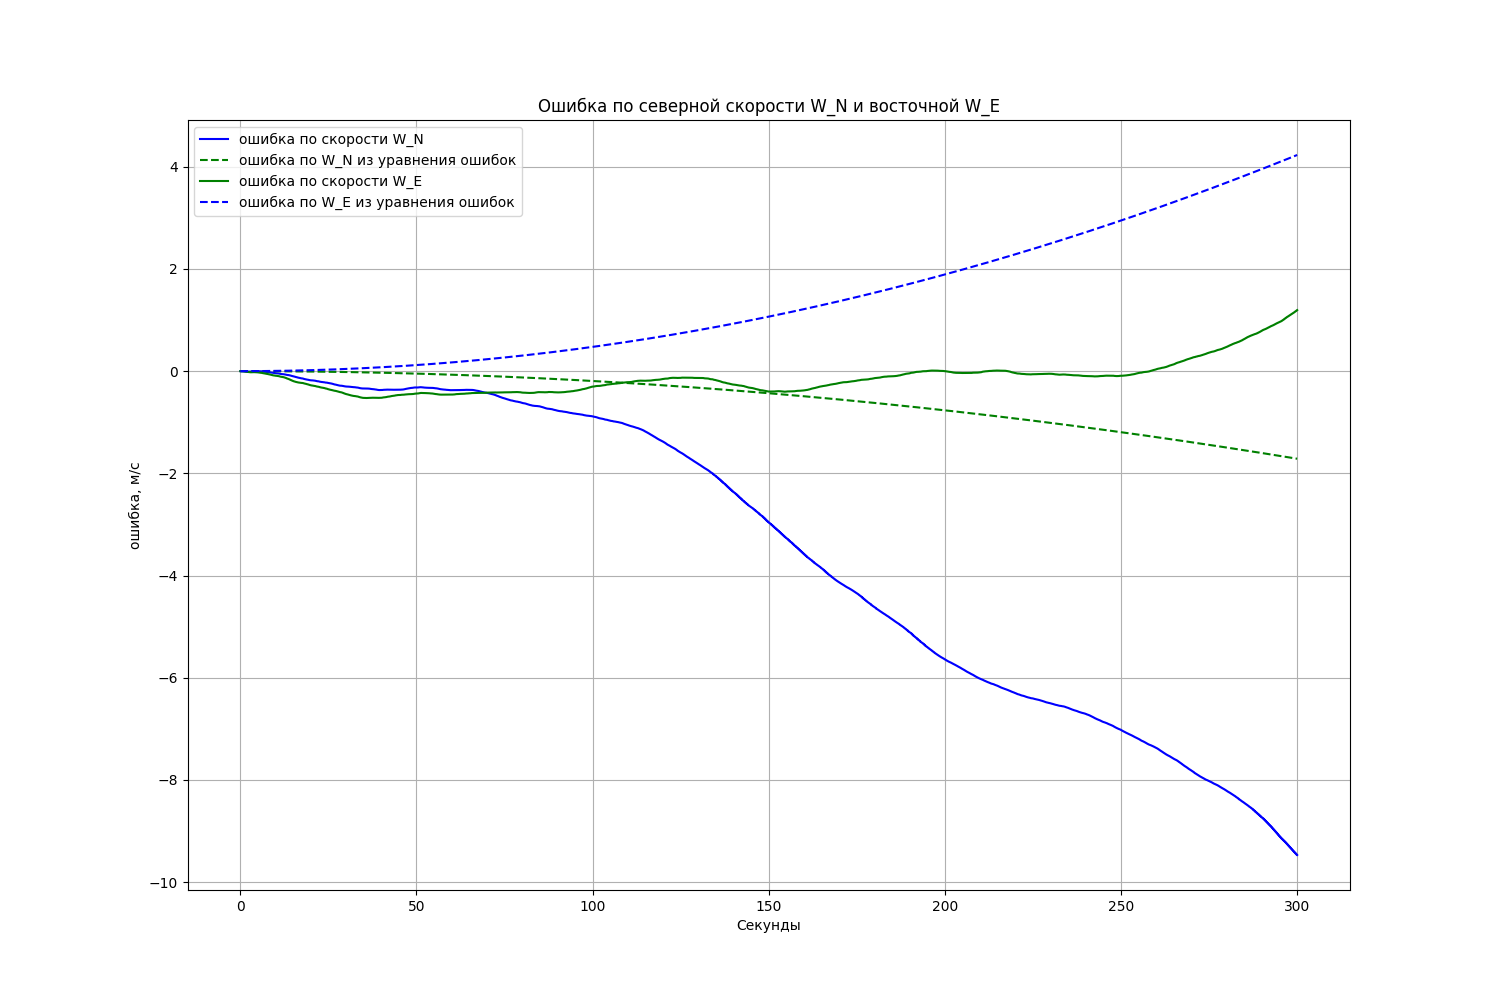 Ошибка по северной скорости W_N и восточной W_E
ошибка по скорости W_N
ошибка по W_N из уравнения ошибок
ошибка по скорости W_E
ошибка по W_E из уравнения ошибок
4
2
0
−2
−4
−6
−8
−10
ошибка, м/с
0 50 100 150 200 250 300
Секунды